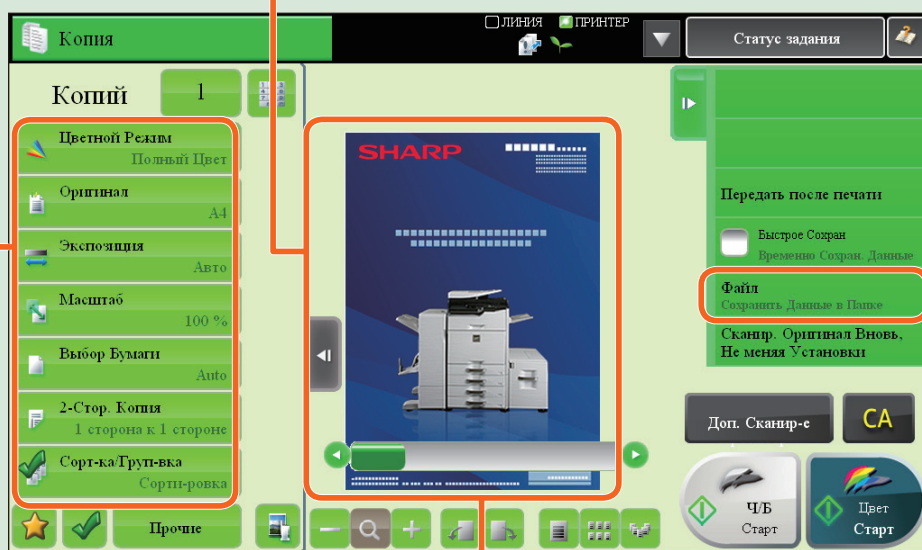 Копия
ЛИНИЯ
ПРИНТЕР
Статус задания
Копий
1
Цветной Режим
Полный Цвет
Оригинал
A4
Экспозиция
Авто
Масштаб
100 %
Выбор Бумаги
Auto
2-Стор. Копия
1 сторона к 1 стороне
Сорт-ка/Груп-вка
Сорти-ровка
Прочие
SHARP
Передать после печати
Быстрое Сохран
Временно Сохран. Данные
Файл
Сохранить Данные в Папке
Сканир. Оригинал Вновь,
Не меняя Установки
Доп. Сканир-е
CA
Ч/Б
Старт
Цвет
Старт